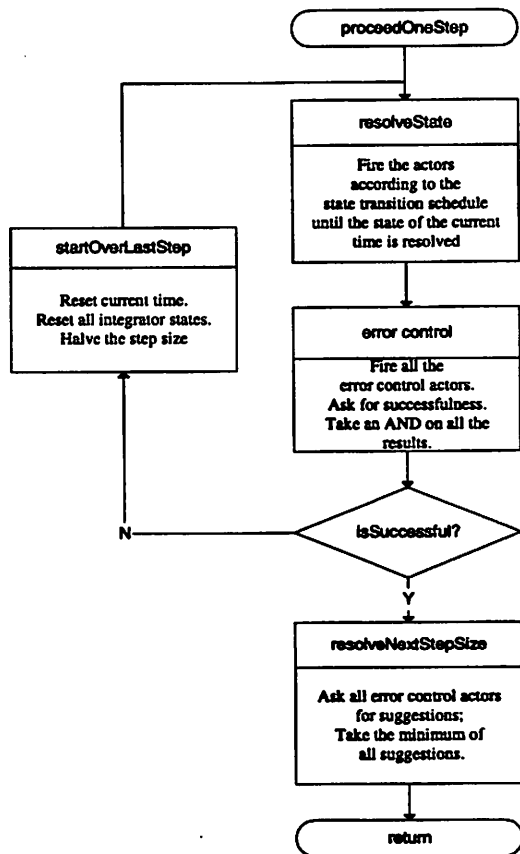 proceedOneStep
resolveState
Fire the actors
according to the
state transition schedule
until the state of the current
time is resolved
startOverLastStep
Reset current time.
Reset all integrator states.
Halve the step size
error control
Fire all the
error control actors.
Ask for successfulness.
Take an AND on all the
results.
isSuccessful?
N
Y
resolveNextStepSize
Ask all error control actors
for suggestions;
Take the minimum of
all suggestions.
return